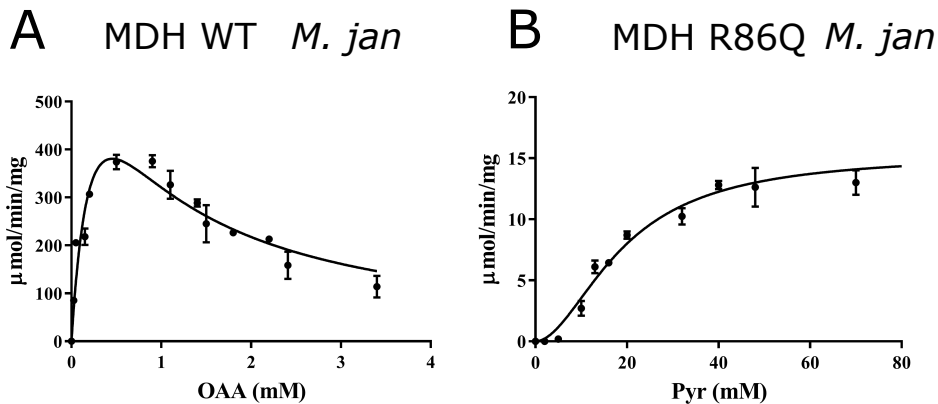 A MDH WT M. jan
500
400
300
200
100
0
μmol/min/mg
0 1 2 3 4
OAA (mM)
B MDH R86Q M. jan
20
15
10
5
0
μmol/min/mg
0 20 40 60 80
Pyr (mM)